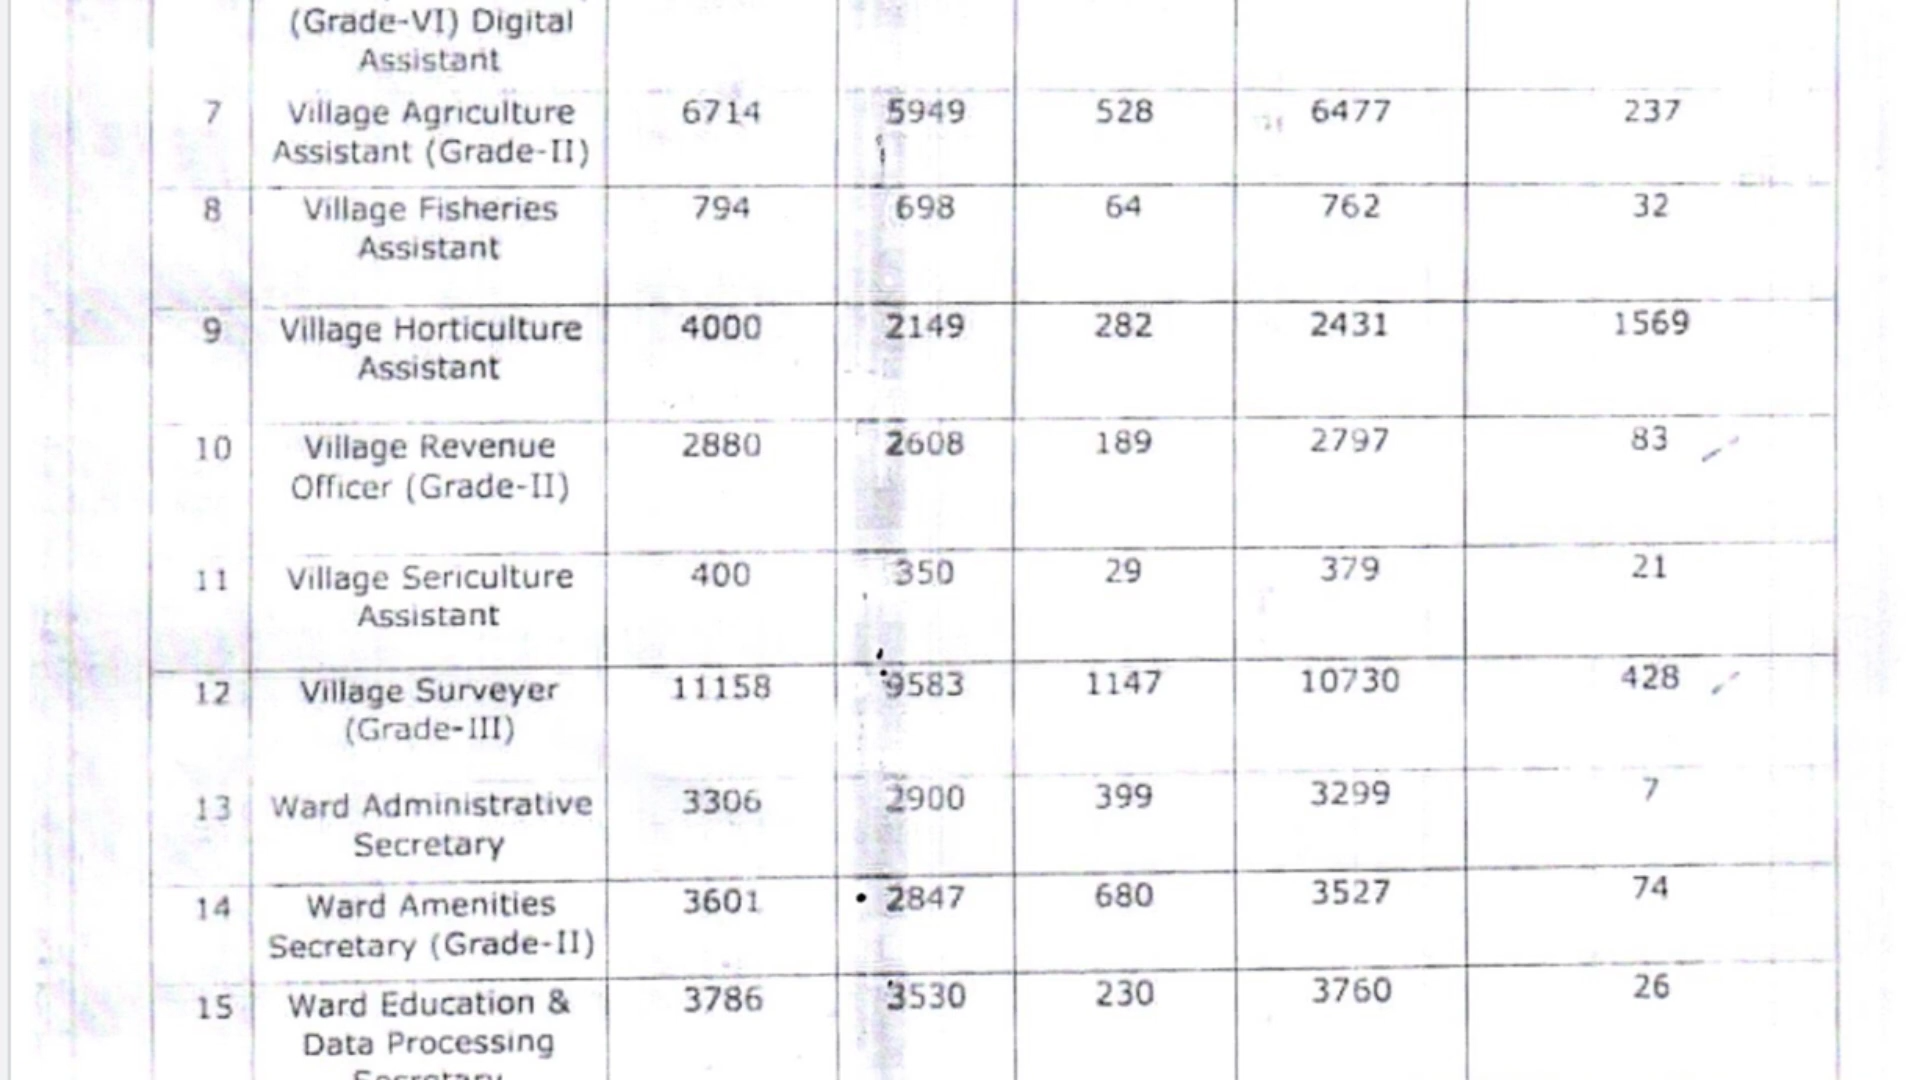 (Grade-VI) Digital
Assistant
7 Village Agriculture 6714 5949 528 6477 237
Assistant (Grade-II)
8 Village Fisheries 794 698 64 762 32
Assistant
9 Village Horticulture 4000 2149 282 2431 1569
Assistant
10 Village Revenue 2880 2608 189 2797 83
Officer (Grade-II)
11 Village Sericulture 400 350 29 379 21
Assistant
12 Village Surveyer 11158 9583 1147 10730 428
(Grade-III)
13 Ward Administrative 3306 2900 399 3299 7
Secretary
14 Ward Amenities 3601 2847 680 3527 74
Secretary (Grade-II)
15 Ward Education & 3786 3530 230 3760 26
Data Processing
Secretary